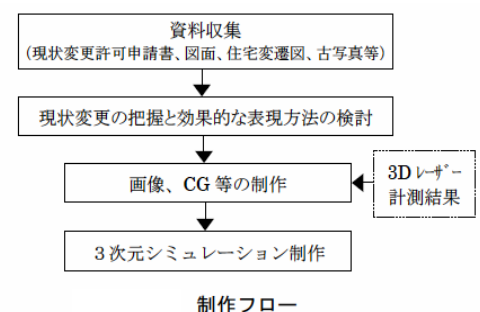 資料収集
(現状変更許可申請書、図面、住宅変遷図、古写真等)
現状変更の把握と効果的な表現方法の検討
画像、CG 等の制作
3Dﾚｰｻﾞｰ
計測結果
3次元シミュレーション制作
制作フロー